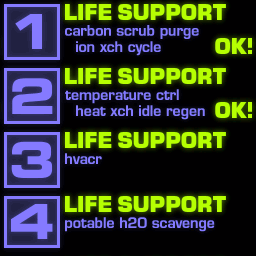 1 LIFE SUPPORT
carbon scrub purge
ion xch cycle OK!
2 LIFE SUPPORT
temperature ctrl
heat xch idle regen OK!
3 LIFE SUPPORT
hvacr
4 LIFE SUPPORT
potable h20 scavenge